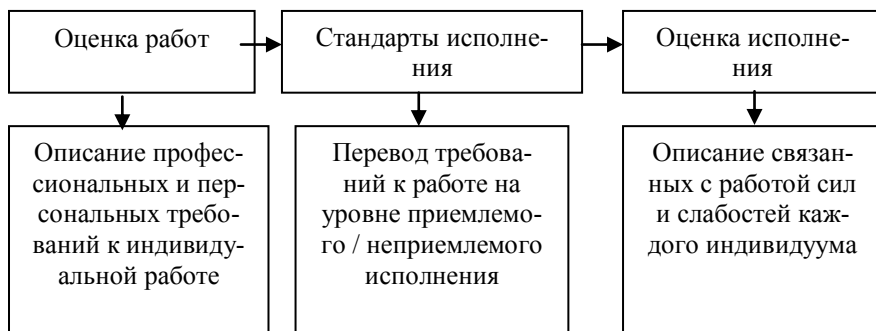 Оценка работ
Стандарты исполне-
ния
Оценка исполне-
ния
Описание профес-
сиональных и пер-
сональных требо-
ваний к индивиду-
альной работе
Перевод требова-
ний к работе на
уровне приемлемо-
го / неприемлемого
исполнения
Описание связан-
ных с работой сил
и слабостей каж-
дого индивидуума